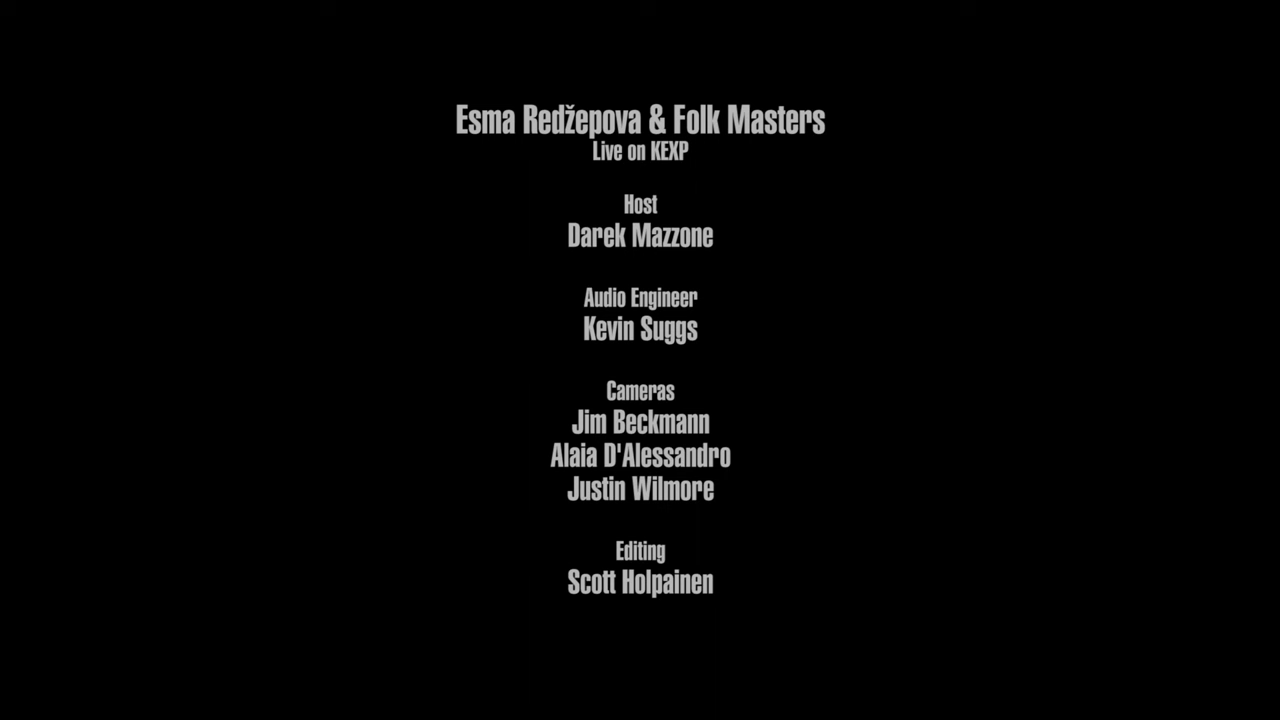 Esma Redžepova & Folk Masters
Live on KEXP
Host
Darek Mazzone
Audio Engineer
Kevin Suggs
Cameras
Jim Beckmann
Alaia D'Alessandro
Justin Wilmore
Editing
Scott Holpainen